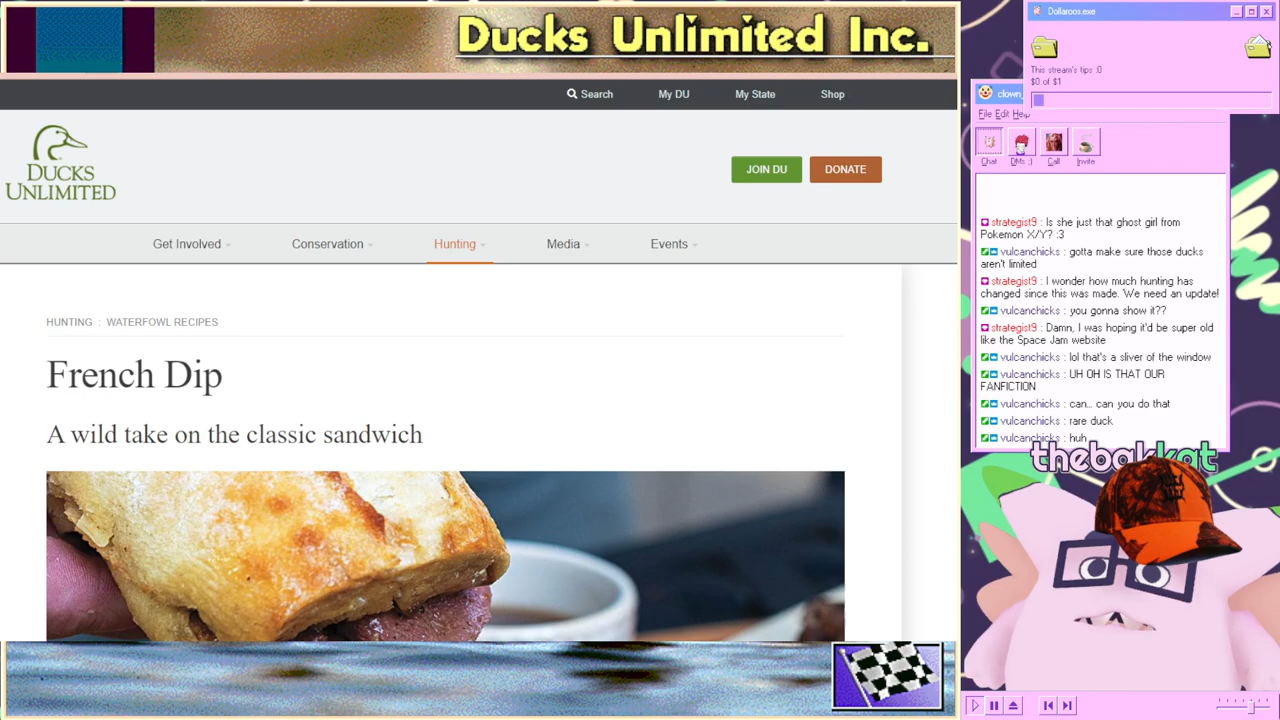 Ducks Unlimited Inc.
Search My DU My State Shop
DUCKS
UNLIMITED
JOIN DU DONATE
Get Involved Conservation Hunting Media Events
HUNTING : WATERFOWL RECIPES
French Dip
A wild take on the classic sandwich
Dollaroos.exe
This stream's tips :0
$0 of $1
clown_
File Edit Help
Chat DMs :) Call Invite
strategist9 : Is she just that ghost girl from
Pokemon X/Y? :3
vulcanchicks : gotta make sure those ducks
aren't limited
strategist9 : I wonder how much hunting has
changed since this was made. We need an update!
vulcanchicks : you gonna show it??
strategist9 : Damn, I was hoping it'd be super old
like the Space Jam website
vulcanchicks : lol that's a sliver of the window
vulcanchicks : UH OH IS THAT OUR
FANFICTION
vulcanchicks : can... can you do that
vulcanchicks : rare duck
vulcanchicks : huh
thebakkat